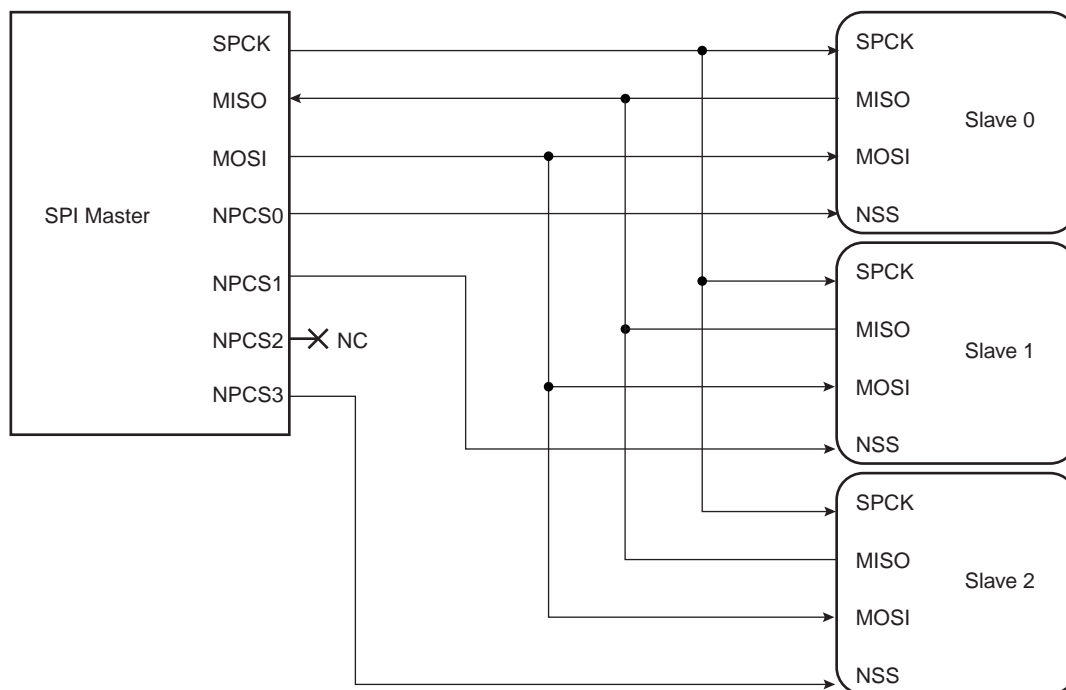 SPI Master
SPCK
MISO
MOSI
NPCS0
NPCS1
NPCS2
NC
NPCS3
SPCK
MISO
Slave 0
MOSI
NSS
SPCK
MISO
Slave 1
MOSI
NSS
SPCK
MISO
Slave 2
MOSI
NSS